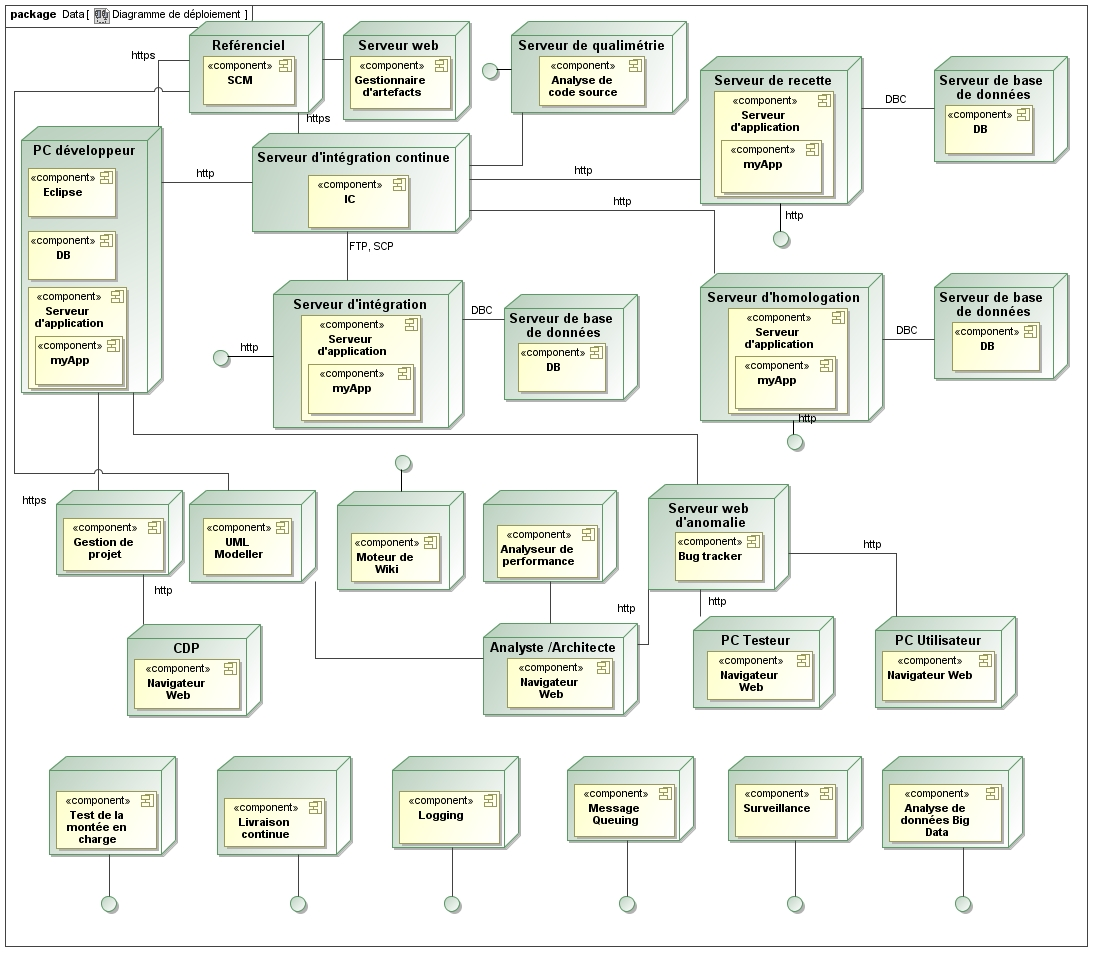 package Data [ Diagramme de déploiement ]
Reférenciel
«component»
SCM
Serveur web
«component»
Gestionnaire
d'artefacts
Serveur de qualimétrie
«component»
Analyse de
code source
Serveur de recette
«component»
Serveur
d'application
«component»
myApp
DBC
Serveur de base
de données
«component»
DB
https
https
PC développeur
«component»
Eclipse
«component»
DB
«component»
Serveur
d'application
«component»
myApp
http
Serveur d'intégration continue
«component»
IC
http
http
http
FTP, SCP
Serveur d'intégration
«component»
Serveur
d'application
«component»
myApp
http
DBC
Serveur de base
de données
«component»
DB
Serveur d'homologation
«component»
Serveur
d'application
«component»
myApp
http
DBC
Serveur de base
de données
«component»
DB
https
«component»
Gestion de
projet
«component»
UML
Modeller
«component»
Moteur de
Wiki
«component»
Analyseur de
performance
Serveur web
d'anomalie
«component»
Bug tracker
http
http
http
http
CDP
«component»
Navigateur
Web
Analyste /Architecte
«component»
Navigateur
Web
PC Testeur
«component»
Navigateur
Web
PC Utilisateur
«component»
Navigateur Web
«component»
Test de la
montée en
charge
«component»
Livraison
continue
«component»
Logging
«component»
Message
Queuing
«component»
Surveillance
«component»
Analyse de
données Big
Data